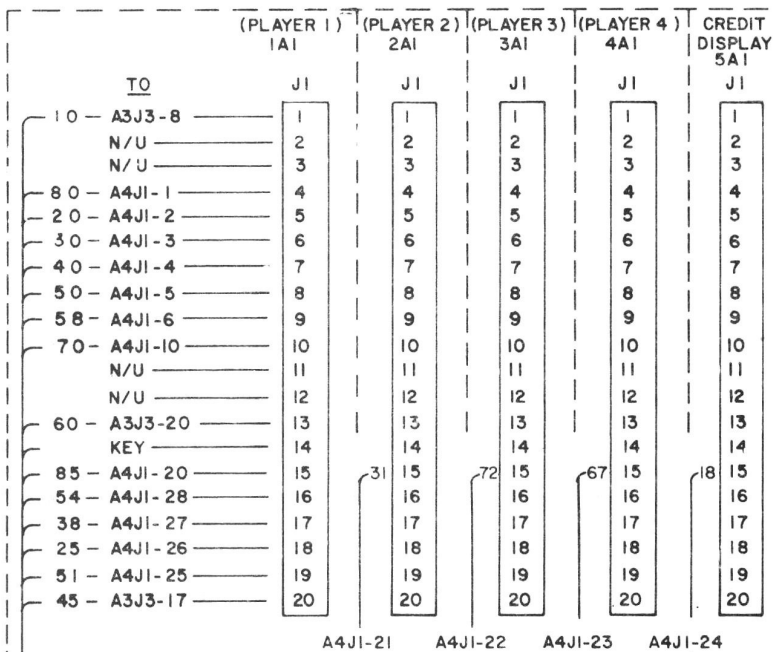 (PLAYER 1) (PLAYER 2) (PLAYER 3) (PLAYER 4) CREDIT
1A1 2A1 3A1 4A1 DISPLAY
5A1
TO J1 J1 J1 J1 J1
10 - A3J3-8 1 1 1 1 1
N/U 2 2 2 2 2
N/U 3 3 3 3 3
80 - A4J1-1 4 4 4 4 4
20 - A4J1-2 5 5 5 5 5
30 - A4J1-3 6 6 6 6 6
40 - A4J1-4 7 7 7 7 7
50 - A4J1-5 8 8 8 8 8
58 - A4J1-6 9 9 9 9 9
70 - A4J1-10 10 10 10 10 10
N/U 11 11 11 11 11
N/U 12 12 12 12 12
60 - A3J3-20 13 13 13 13 13
KEY 14 14 14 14 14
85 - A4J1-20 15 31 15 72 15 67 15 18 15
54 - A4J1-28 16 16 16 16 16
38 - A4J1-27 17 17 17 17 17
25 - A4J1-26 18 18 18 18 18
51 - A4J1-25 19 19 19 19 19
45 - A3J3-17 20 20 20 20 20
A4J1-21 A4J1-22 A4J1-23 A4J1-24